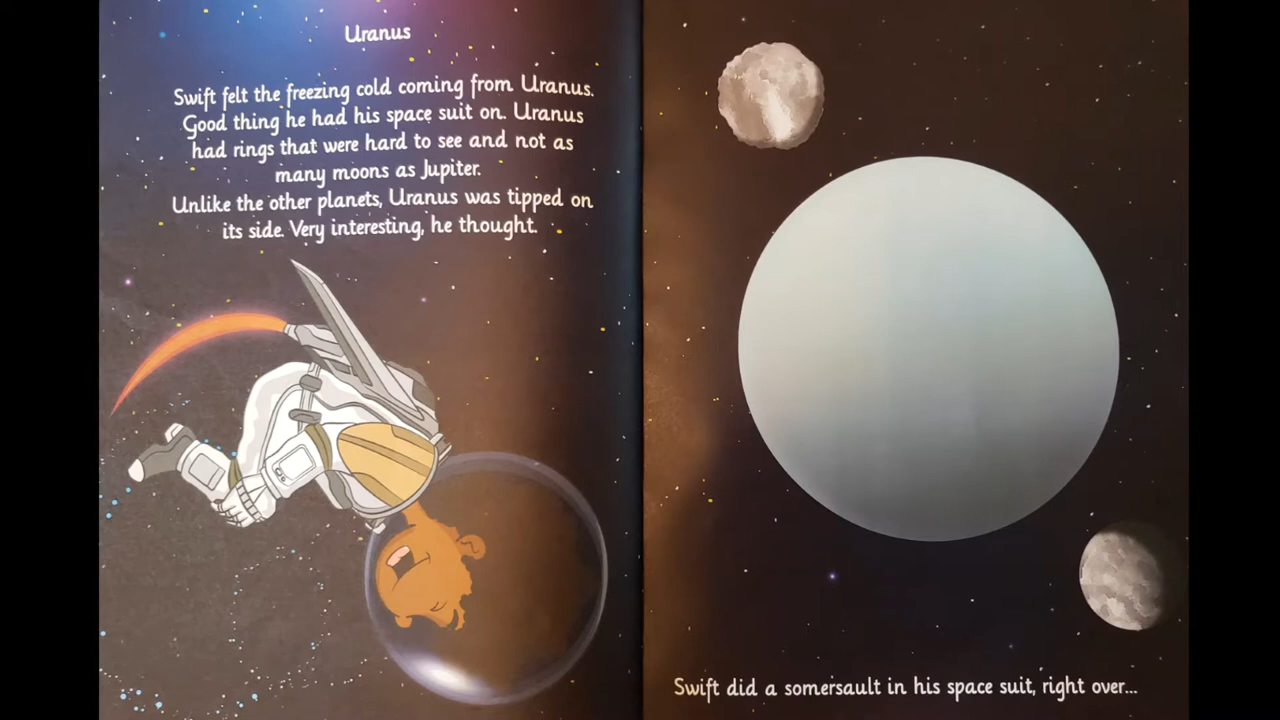 Uranus
Swift felt the freezing cold coming from Uranus.
Good thing he had his space suit on. Uranus
had rings that were hard to see and not as
many moons as Jupiter.
Unlike the other planets, Uranus was tipped on
its side. Very interesting, he thought.
Swift did a somersault in his space suit, right over...